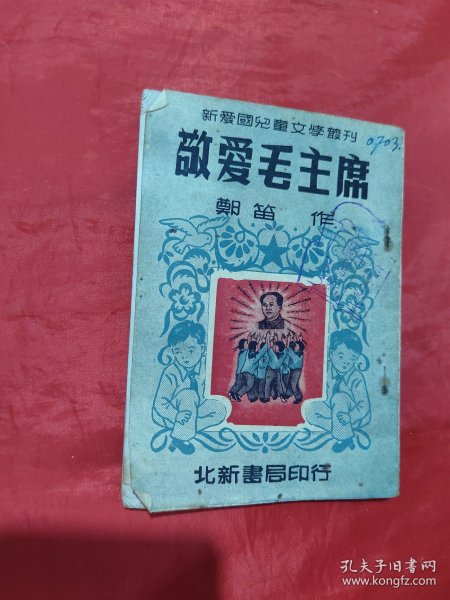 新爱國兒童文學叢刊
0703.
敬爱毛主席
鄭笛 作
北新書局印行
孔夫子旧书网
www.kongfz.com